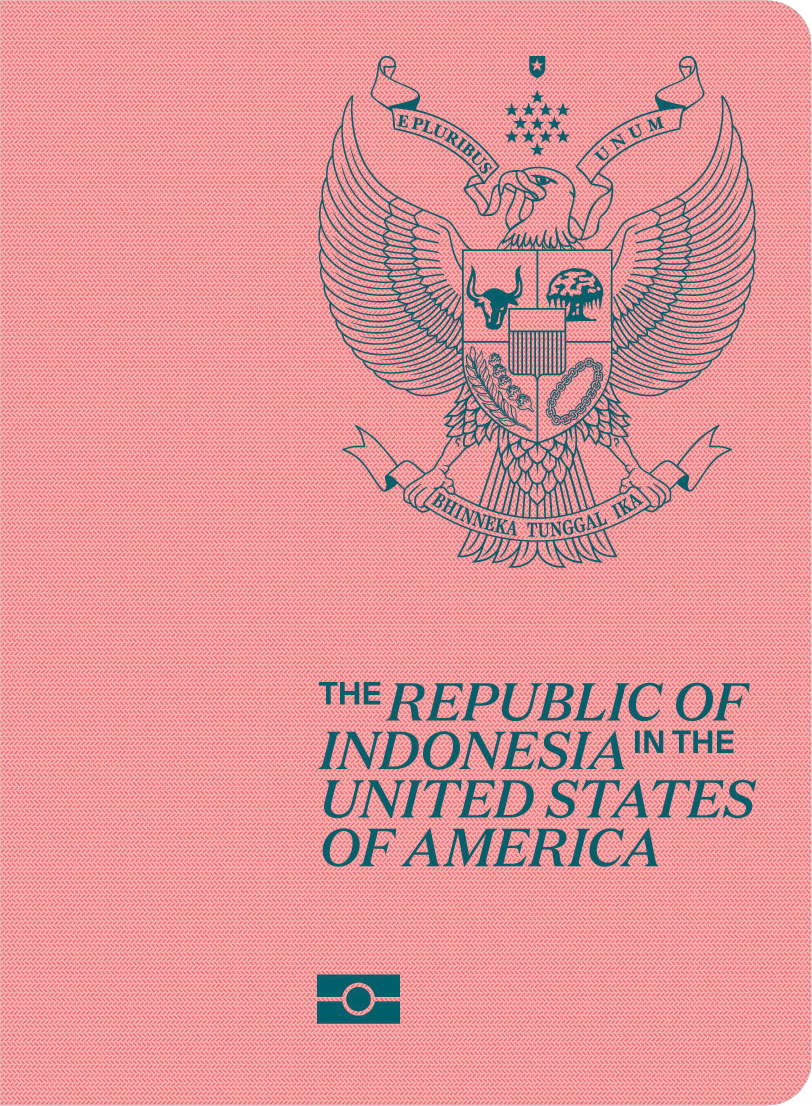 E PLURIBUS UNUM
BHINNEKA TUNGGAL IKA
THE REPUBLIC OF
INDONESIA IN THE
UNITED STATES
OF AMERICA